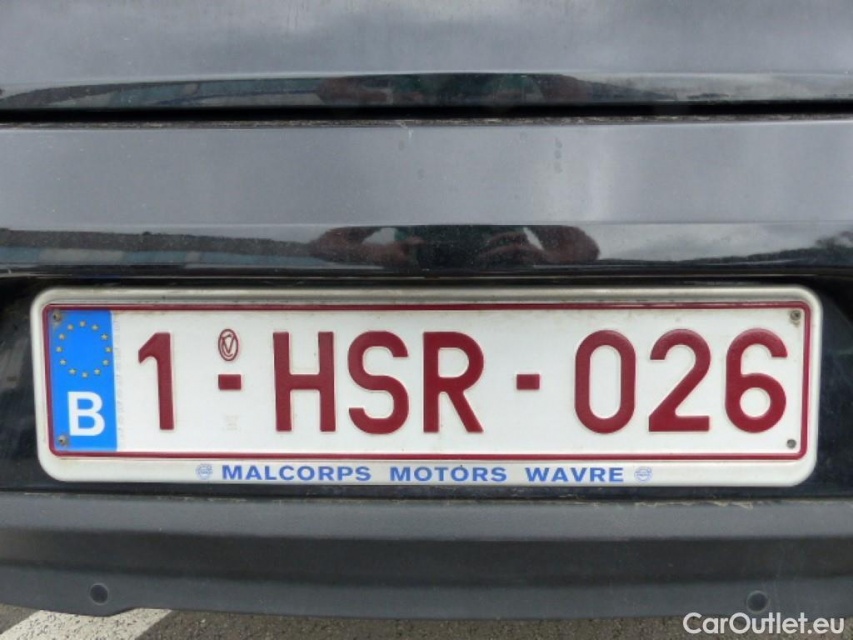 B 1-HSR-026
MALCORPS MOTORS WAVRE
CarOutlet.eu